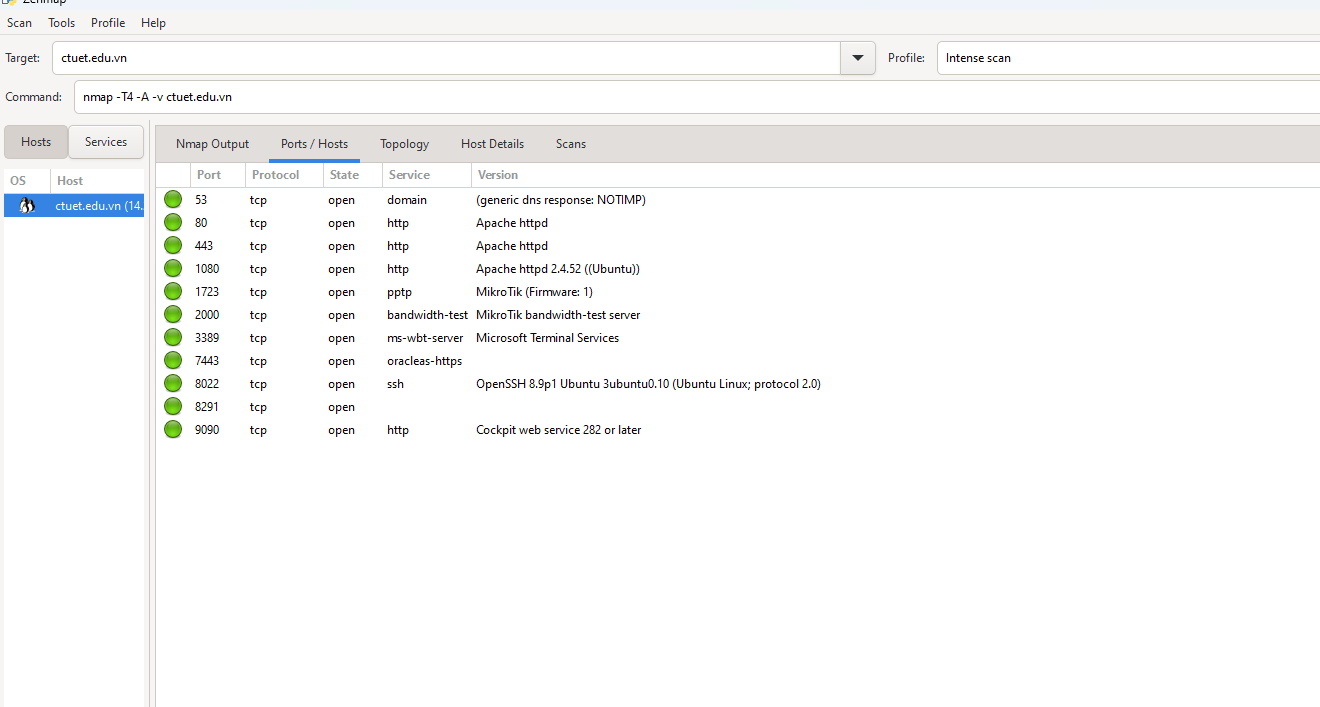 Zenmap
Scan Tools Profile Help
Target: ctuet.edu.vn Profile: Intense scan
Command: nmap -T4 -A -v ctuet.edu.vn
Hosts Services Nmap Output Ports / Hosts Topology Host Details Scans
OS Host Port Protocol State Service Version
ctuet.edu.vn (14. 53 tcp open domain (generic dns response: NOTIMP)
80 tcp open http Apache httpd
443 tcp open http Apache httpd
1080 tcp open http Apache httpd 2.4.52 ((Ubuntu))
1723 tcp open pptp MikroTik (Firmware: 1)
2000 tcp open bandwidth-test MikroTik bandwidth-test server
3389 tcp open ms-wbt-server Microsoft Terminal Services
7443 tcp open oracleas-https
8022 tcp open ssh OpenSSH 8.9p1 Ubuntu 3ubuntu0.10 (Ubuntu Linux; protocol 2.0)
8291 tcp open
9090 tcp open http Cockpit web service 282 or later